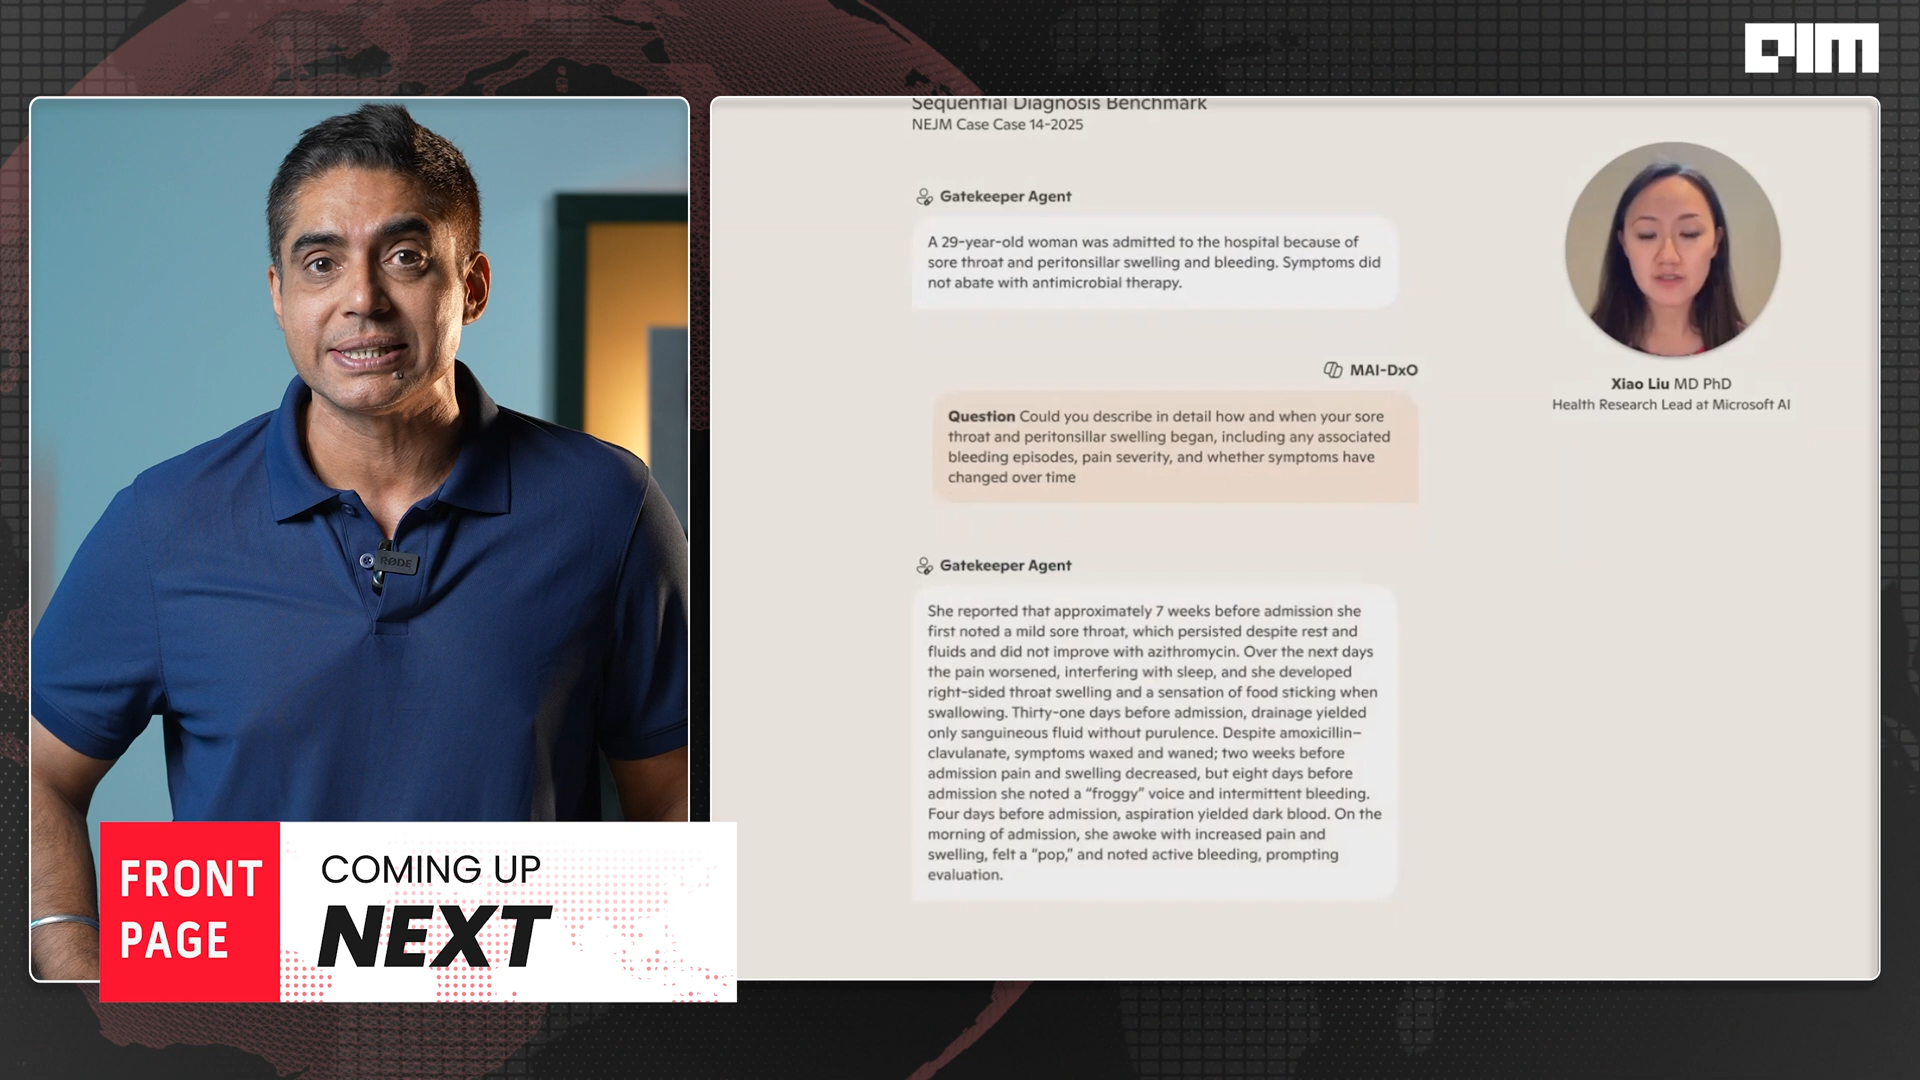 AIM
Sequential Diagnosis Benchmark
NEJM Case Case 14-2025
Gatekeeper Agent
A 29-year-old woman was admitted to the hospital because of
sore throat and peritonsillar swelling and bleeding. Symptoms did
not abate with antimicrobial therapy.
MAI-DxO
Question Could you describe in detail how and when your sore
throat and peritonsillar swelling began, including any associated
bleeding episodes, pain severity, and whether symptoms have
changed over time
Gatekeeper Agent
She reported that approximately 7 weeks before admission she
first noted a mild sore throat, which persisted despite rest and
fluids and did not improve with azithromycin. Over the next days
the pain worsened, interfering with sleep, and she developed
right-sided throat swelling and a sensation of food sticking when
swallowing. Thirty-one days before admission, drainage yielded
only sanguineous fluid without purulence. Despite amoxicillin–
clavulanate, symptoms waxed and waned; two weeks before
admission pain and swelling decreased, but eight days before
admission she noted a “froggy” voice and intermittent bleeding.
Four days before admission, aspiration yielded dark blood. On the
morning of admission, she awoke with increased pain and
swelling, felt a “pop,” and noted active bleeding, prompting
evaluation.
Xiao Liu MD PhD
Health Research Lead at Microsoft AI
RØDE
FRONT
PAGE
COMING UP
NEXT